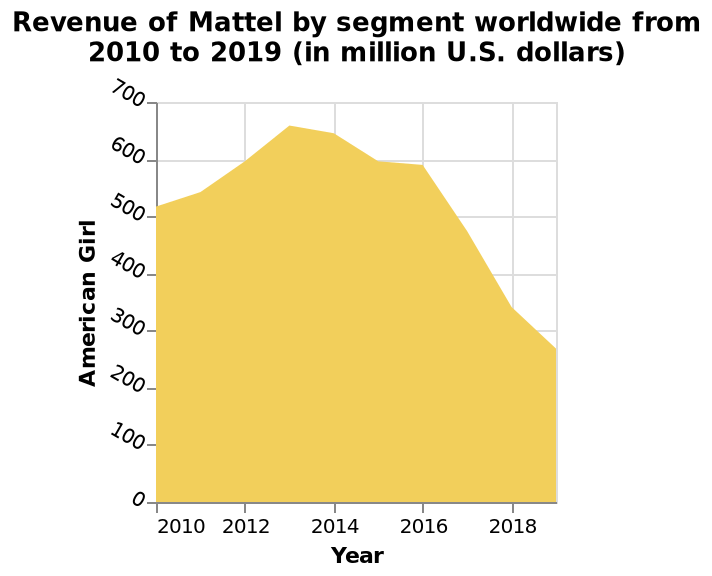 Revenue of Mattel by segment worldwide from
2010 to 2019 (in million U.S. dollars)
700
600
500
400
300
200
100
0
American Girl
2010 2012 2014 2016 2018
Year